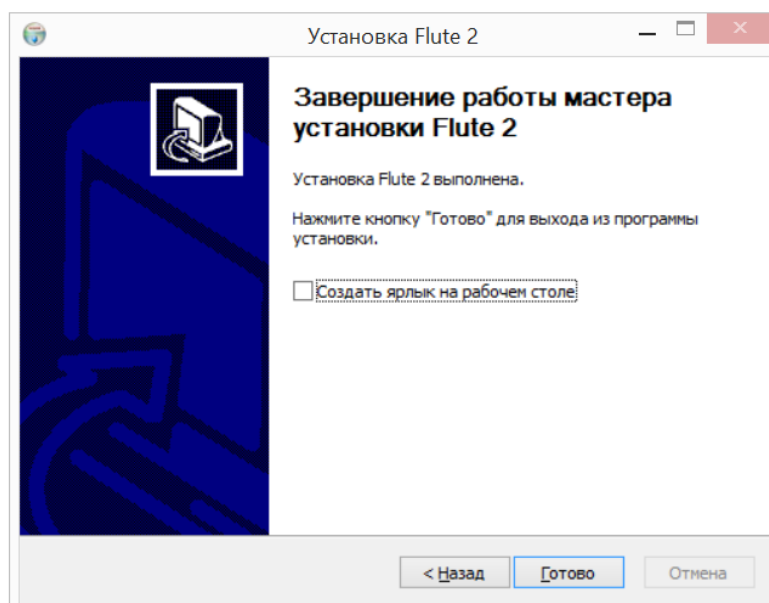 Установка Flute 2
Завершение работы мастера
установки Flute 2
Установка Flute 2 выполнена.
Нажмите кнопку "Готово" для выхода из программы
установки.
Создать ярлык на рабочем столе
< Назад
Готово
Отмена